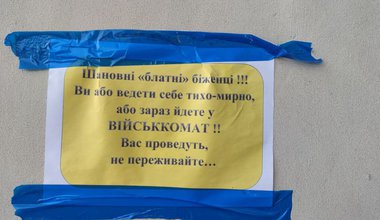 Шановні «блатні» біженці !!!
Ви або ведети себе тихо-мирно,
або зараз йдете у
ВІЙСЬККОМАТ !!
Вас проведуть,
не переживайте...